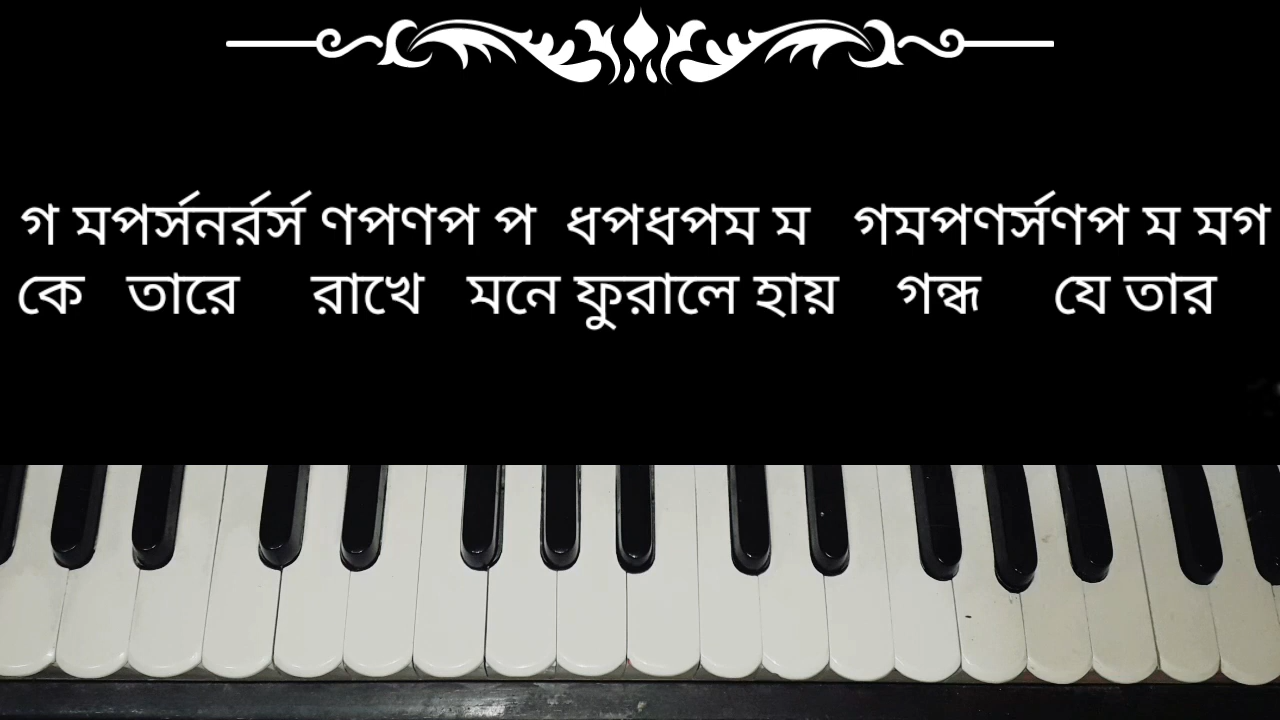 গ মপর্সনর্রর্স ণপণপ প ধপধপম ম গমপণর্সণপ ম মগ
কে তারে রাখে মনে ফুরালে হায় গন্ধ যে তার